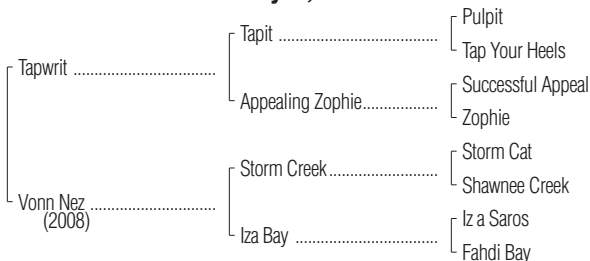 Pulpit
Tapit ..........................................
Tap Your Heels
Tapwrit .....................................
Successful Appeal
Appealing Zophie...................
Zophie
Storm Cat
Storm Creek............................
Shawnee Creek
Vonn Nez .................................
(2008)
Iz a Saros
Iza Bay .....................................
Fahdi Bay